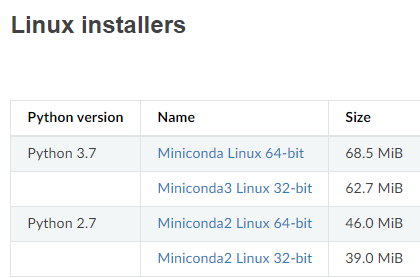 Linux installers
Python version Name Size
Python 3.7 Miniconda Linux 64-bit 68.5 MiB
Miniconda3 Linux 32-bit 62.7 MiB
Python 2.7 Miniconda2 Linux 64-bit 46.0 MiB
Miniconda2 Linux 32-bit 39.0 MiB